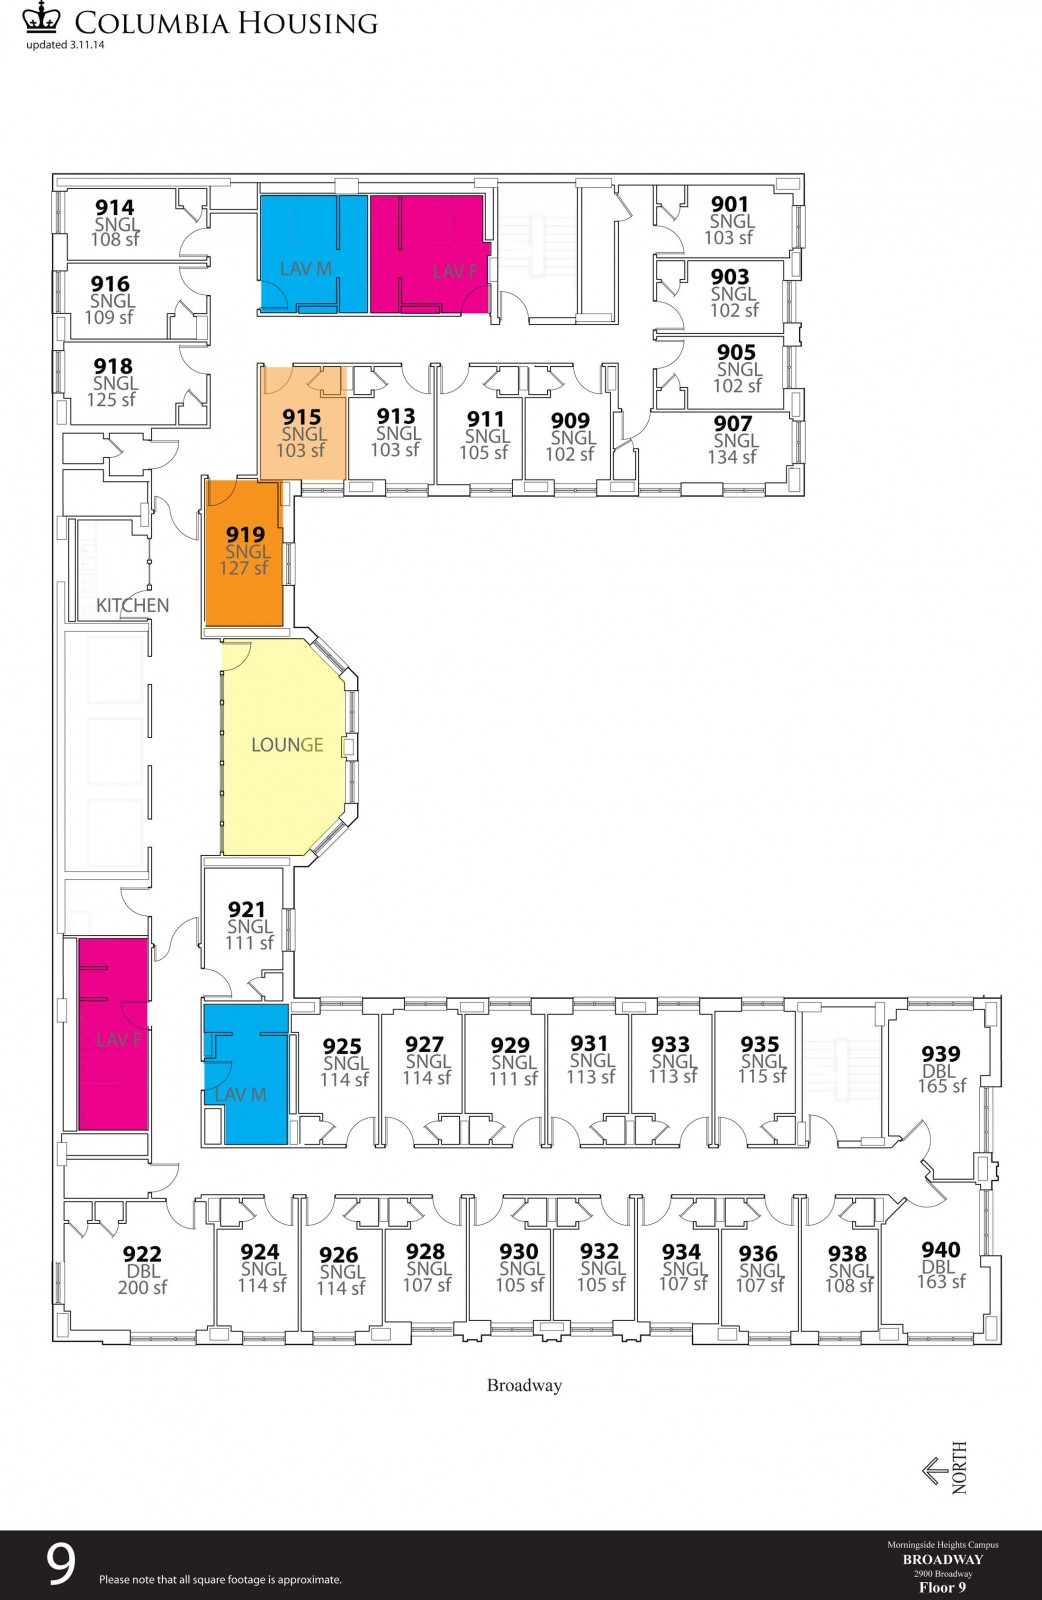 COLUMBIA HOUSING
updated 3.11.14
914
SNGL
108 sf
916
SNGL
109 sf
918
SNGL
125 sf
LAV M
LAV F
901
SNGL
103 sf
903
SNGL
102 sf
905
SNGL
102 sf
907
SNGL
134 sf
915
SNGL
103 sf
913
SNGL
103 sf
911
SNGL
105 sf
909
SNGL
102 sf
919
SNGL
127 sf
KITCHEN
LOUNGE
921
SNGL
111 sf
LAV F
LAV M
925
SNGL
114 sf
927
SNGL
114 sf
929
SNGL
111 sf
931
SNGL
113 sf
933
SNGL
113 sf
935
SNGL
115 sf
939
DBL
165 sf
922
DBL
200 sf
924
SNGL
114 sf
926
SNGL
114 sf
928
SNGL
107 sf
930
SNGL
105 sf
932
SNGL
105 sf
934
SNGL
107 sf
936
SNGL
107 sf
938
SNGL
108 sf
940
DBL
163 sf
Broadway
NORTH
9
Please note that all square footage is approximate.
Morningside Heights Campus
BROADWAY
2900 Broadway
Floor 9